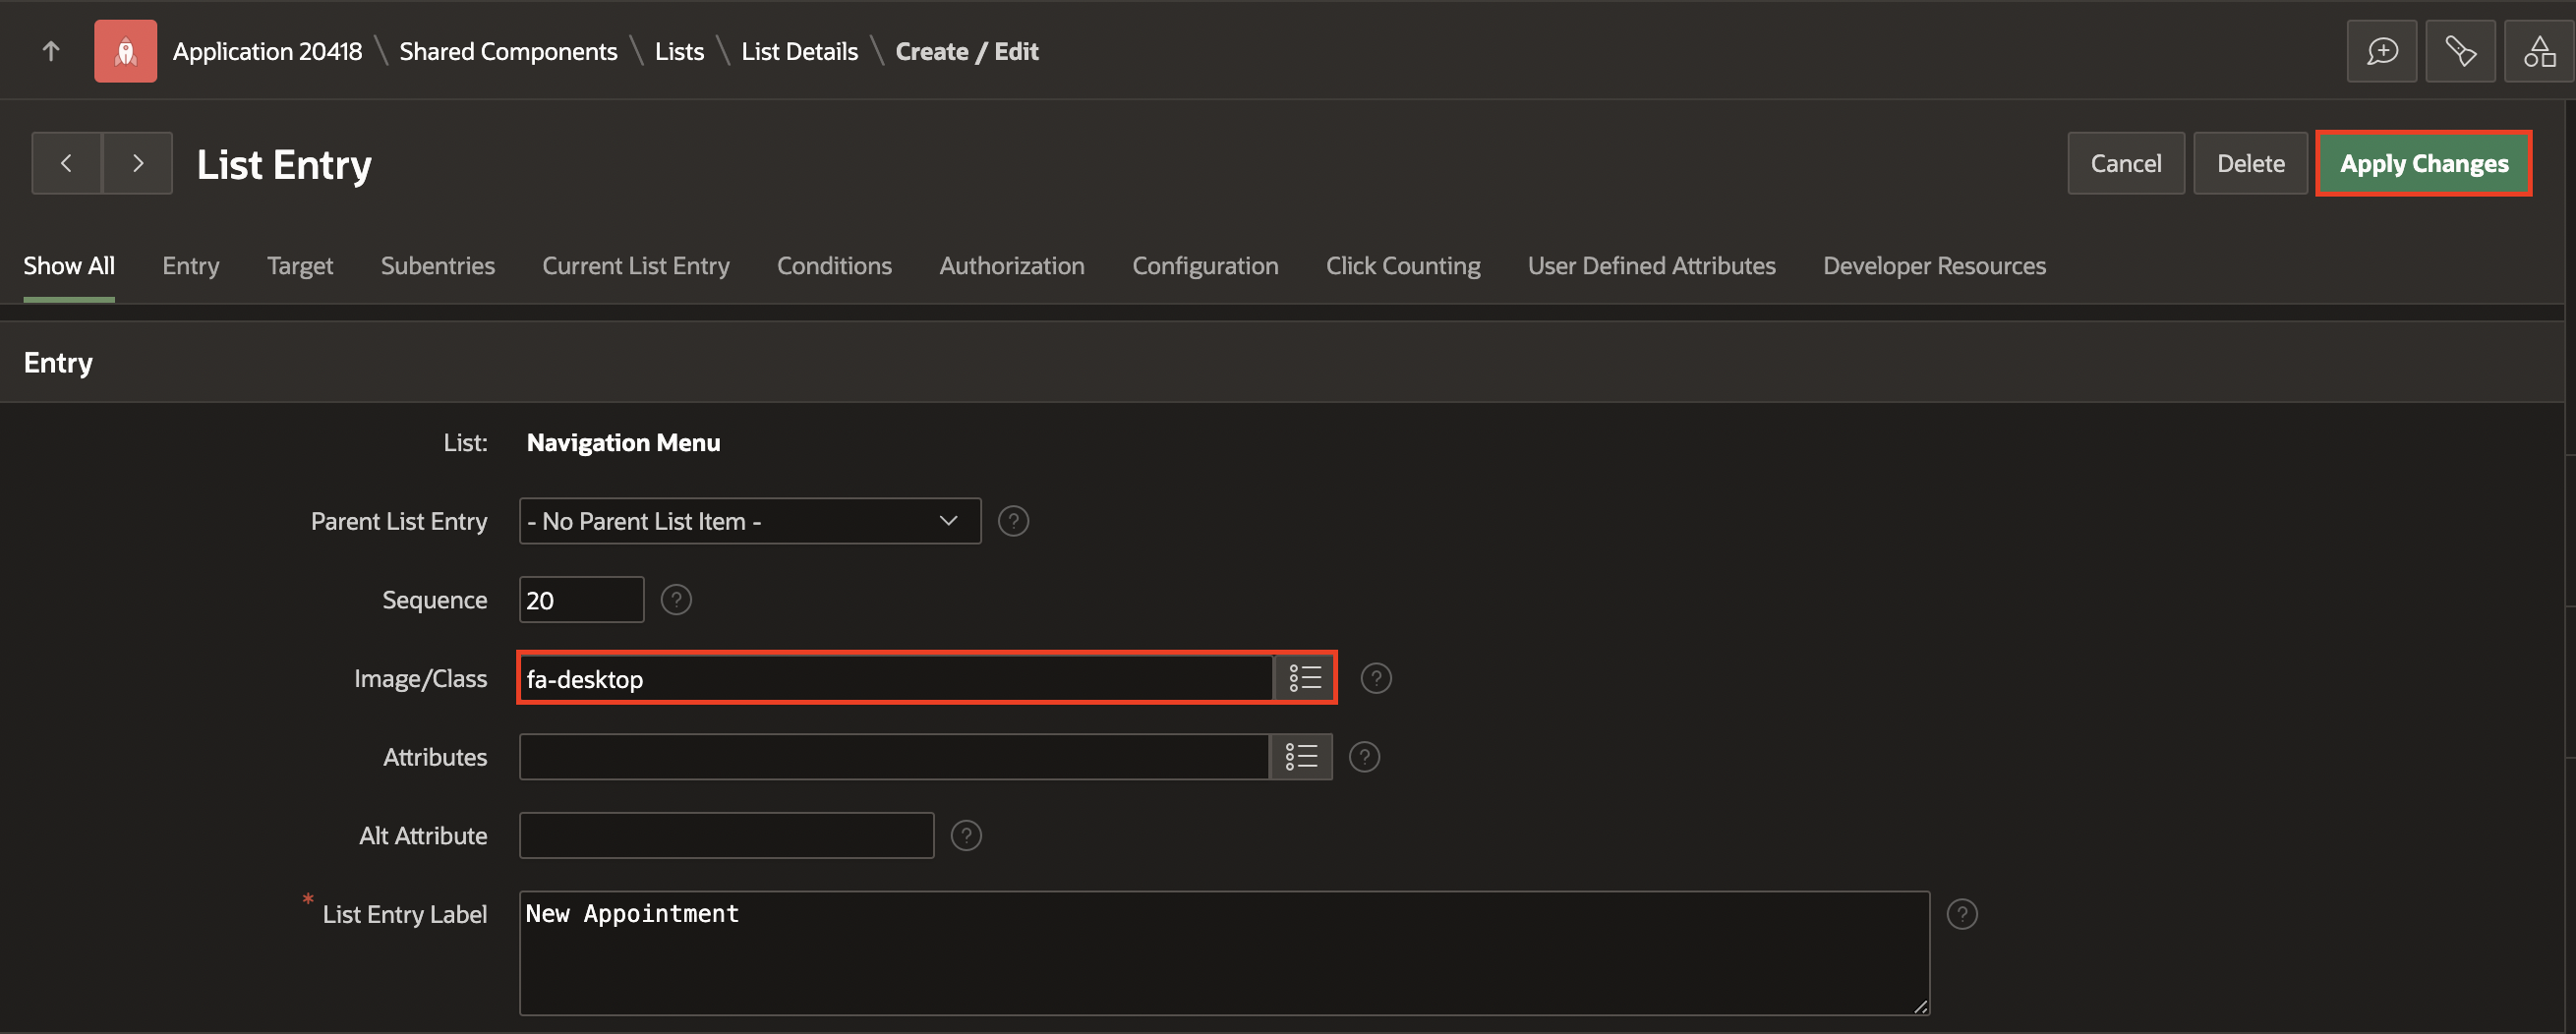 Application 20418 \ Shared Components \ Lists \ List Details \ Create / Edit
List Entry
Cancel Delete Apply Changes
Show All Entry Target Subentries Current List Entry Conditions Authorization Configuration Click Counting User Defined Attributes Developer Resources
Entry
List: Navigation Menu
Parent List Entry - No Parent List Item - ?
Sequence 20 ?
Image/Class fa-desktop ?
Attributes ?
Alt Attribute ?
* List Entry Label New Appointment ?